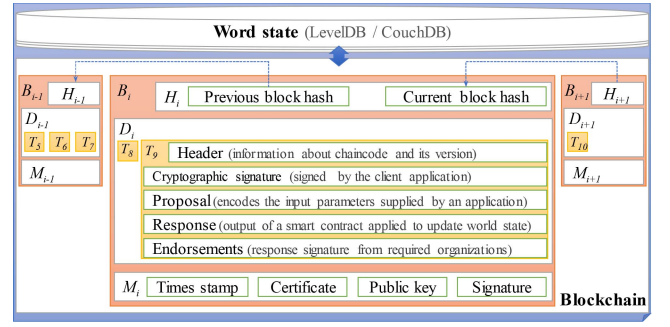 Word state (LevelDB / CouchDB)
B_{i-1} H_{i-1}
D_{i-1}
T_5 T_6 T_7
M_{i-1}
B_i
H_i Previous block hash Current block hash
D_i
T_8 T_9 Header (information about chaincode and its version)
Cryptographic signature (signed by the client application)
Proposal (encodes the input parameters supplied by an application)
Response (output of a smart contract applied to update world state)
Endorsements (response signature from required organizations)
M_i Times stamp Certificate Public key Signature
B_{i+1} H_{i+1}
D_{i+1}
T_{10}
M_{i+1}
Blockchain